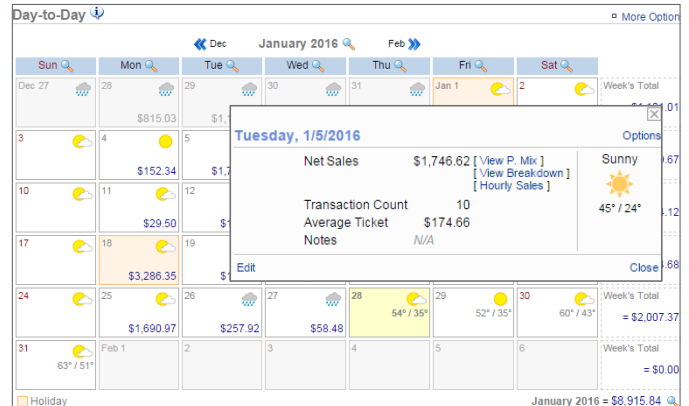 Day-to-Day
More Option
Dec January 2016 Feb
Sun Mon Tue Wed Thu Fri Sat
Dec 27 28 29 30 31 Jan 1 2 Week's Total
$815.03
Tuesday, 1/5/2016 Options
Net Sales $1,746.62 [ View P. Mix ] Sunny
[ View Breakdown ]
[ Hourly Sales ]
Transaction Count 10 45° / 24°
Average Ticket $174.66
Notes N/A
Edit Close
3 4 5
$152.34
10 11 12
$29.50
17 18 19
$3,286.35
24 25 26 27 28 29 30 Week's Total
54° / 35° 52° / 35° 60° / 43°
$1,690.97 $257.92 $58.48 = $2,007.37
31 Feb 1 2 3 4 5 6 Week's Total
63° / 51°
= $0.00
Holiday January 2016 = $8,915.84